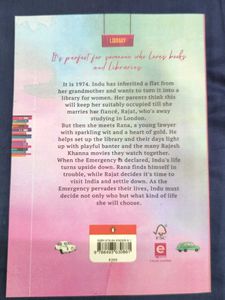 LIBRARY
It's perfect for someone who loves books
and libraries
It is 1974. Indu has inherited a flat from
her grandmother and wants to turn it into a
library for women. Her parents think this
will keep her suitably occupied till she
marries her fiancé, Rajat, who's away
studying in London.
But then she meets Rana, a young lawyer
with sparkling wit and a heart of gold. He
helps set up the library and their days light
up with playful banter and the many Rajesh
Khanna movies they watch together.
When the Emergency is declared, Indu's life
turns upside down. Rana finds himself in
trouble, while Rajat decides it's time to
visit India and settle down. As the
Emergency pervades their lives, Indu must
decide not only who but what kind of life
she will choose.
FSC
e